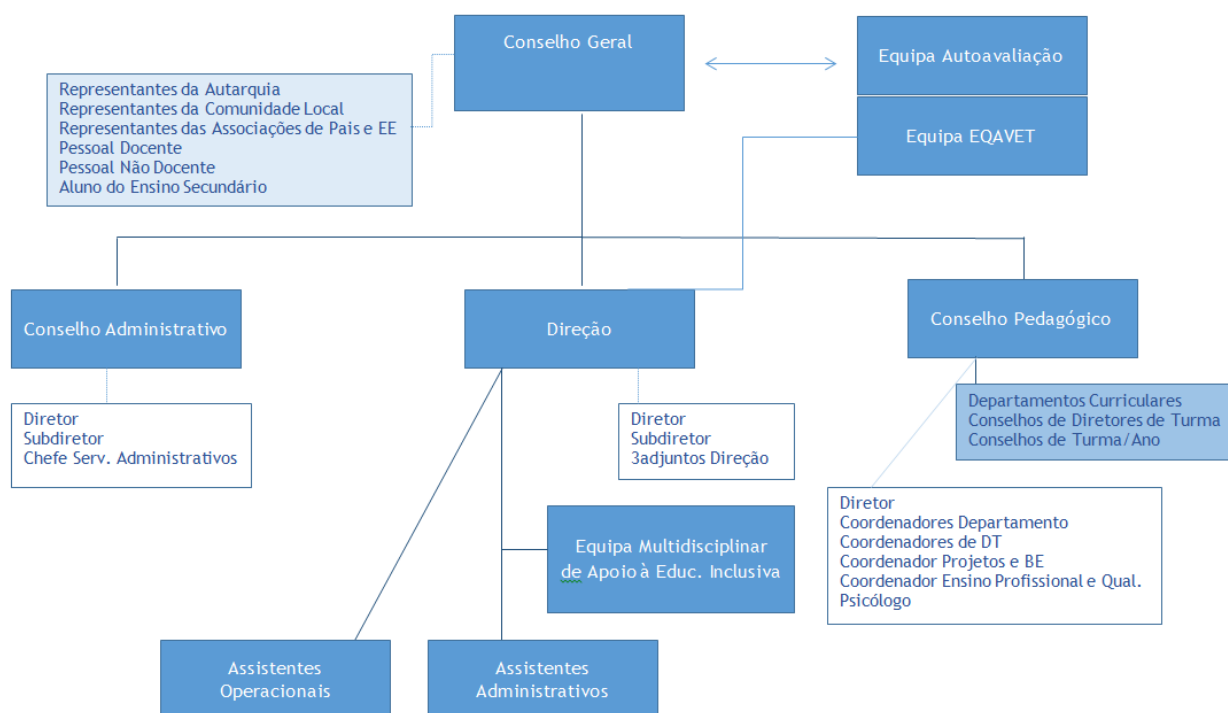 Conselho Geral
Equipa Autoavaliação
Equipa EQAVET
Representantes da Autarquia
Representantes da Comunidade Local
Representantes das Associações de Pais e EE
Pessoal Docente
Pessoal Não Docente
Aluno do Ensino Secundário
Conselho Administrativo
Direção
Conselho Pedagógico
Diretor
Subdiretor
Chefe Serv. Administrativos
Diretor
Subdiretor
3adjuntos Direção
Departamentos Curriculares
Conselhos de Diretores de Turma
Conselhos de Turma/Ano
Diretor
Coordenadores Departamento
Coordenadores de DT
Coordenador Projetos e BE
Coordenador Ensino Profissional e Qual.
Psicólogo
Equipa Multidisciplinar
de Apoio à Educ. Inclusiva
Assistentes
Operacionais
Assistentes
Administrativos